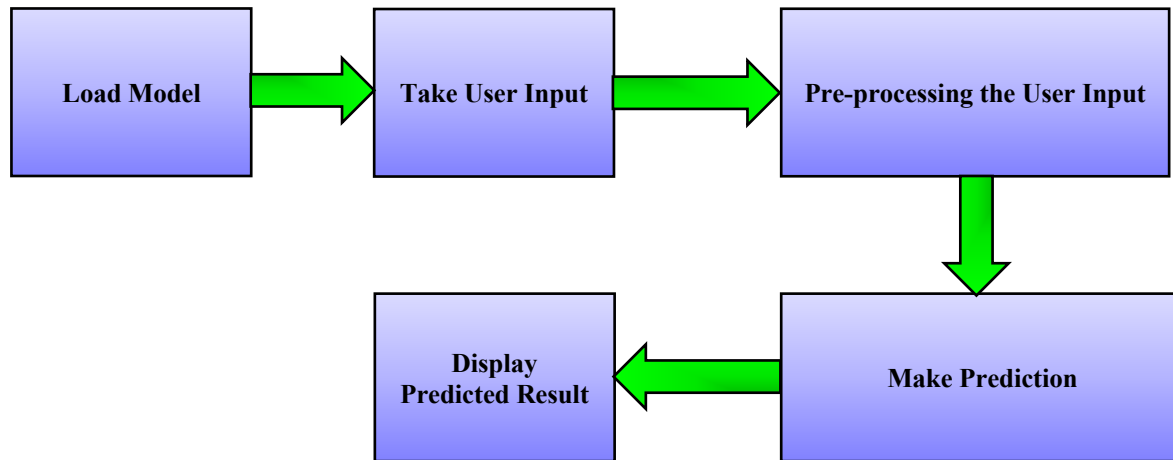 Load Model
Take User Input
Pre-processing the User Input
Make Prediction
Display
Predicted Result